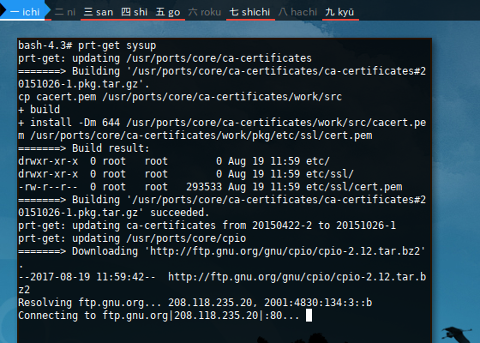 一 ichi 二 ni 三 san 四 shi 五 go 六 roku 七 shichi 八 hachi 九 kyū
bash-4.3# prt-get sysup
prt-get: updating /usr/ports/core/ca-certificates
=======> Building '/usr/ports/core/ca-certificates/ca-certificates#2
0151026-1.pkg.tar.gz'.
cp cacert.pem /usr/ports/core/ca-certificates/work/src
+ build
+ install -Dm 644 /usr/ports/core/ca-certificates/work/src/cacert.pe
m /usr/ports/core/ca-certificates/work/pkg/etc/ssl/cert.pem
=======> Build result:
drwxr-xr-x  0 root   root        0 Aug 19 11:59 etc/
drwxr-xr-x  0 root   root        0 Aug 19 11:59 etc/ssl/
-rw-r--r--  0 root   root   293533 Aug 19 11:59 etc/ssl/cert.pem
=======> Building '/usr/ports/core/ca-certificates/ca-certificates#2
0151026-1.pkg.tar.gz' succeeded.
prt-get: updating ca-certificates from 20150422-2 to 20151026-1
prt-get: updating /usr/ports/core/cpio
=======> Downloading 'http://ftp.gnu.org/gnu/cpio/cpio-2.12.tar.bz2'
.
--2017-08-19 11:59:42--  http://ftp.gnu.org/gnu/cpio/cpio-2.12.tar.b
z2
Resolving ftp.gnu.org... 208.118.235.20, 2001:4830:134:3::b
Connecting to ftp.gnu.org|208.118.235.20|:80...